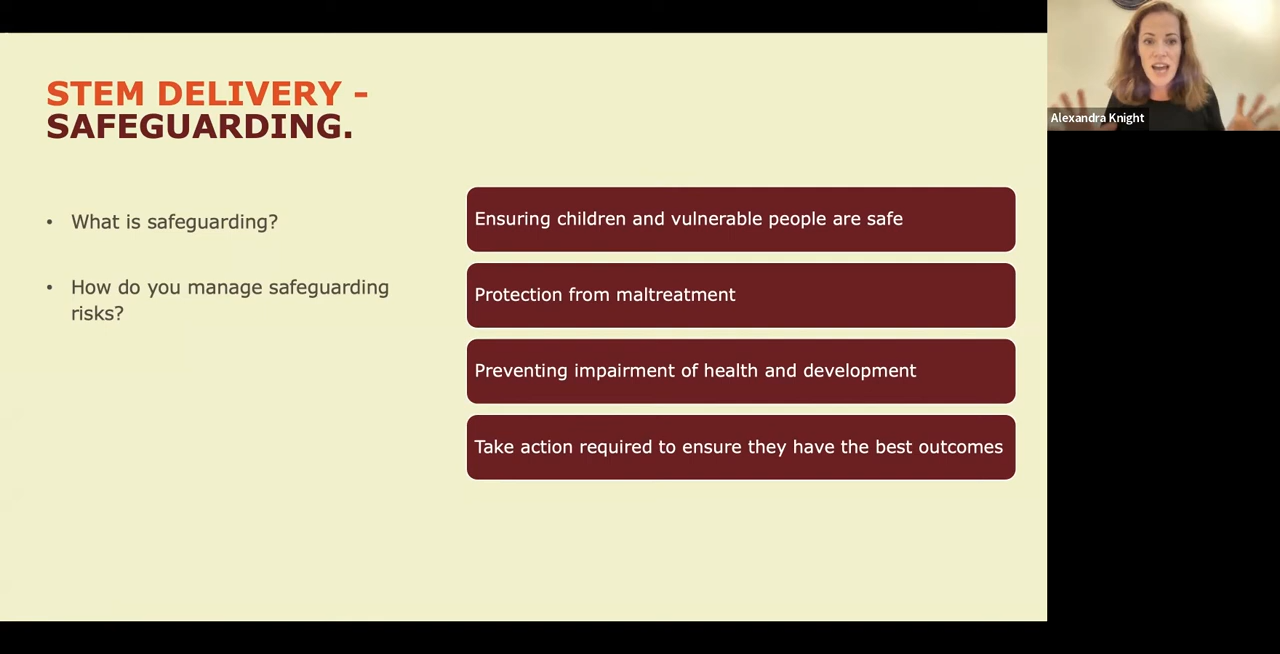 STEM DELIVERY -
SAFEGUARDING.
• What is safeguarding?
• How do you manage safeguarding
risks?
Ensuring children and vulnerable people are safe
Protection from maltreatment
Preventing impairment of health and development
Take action required to ensure they have the best outcomes
Alexandra Knight